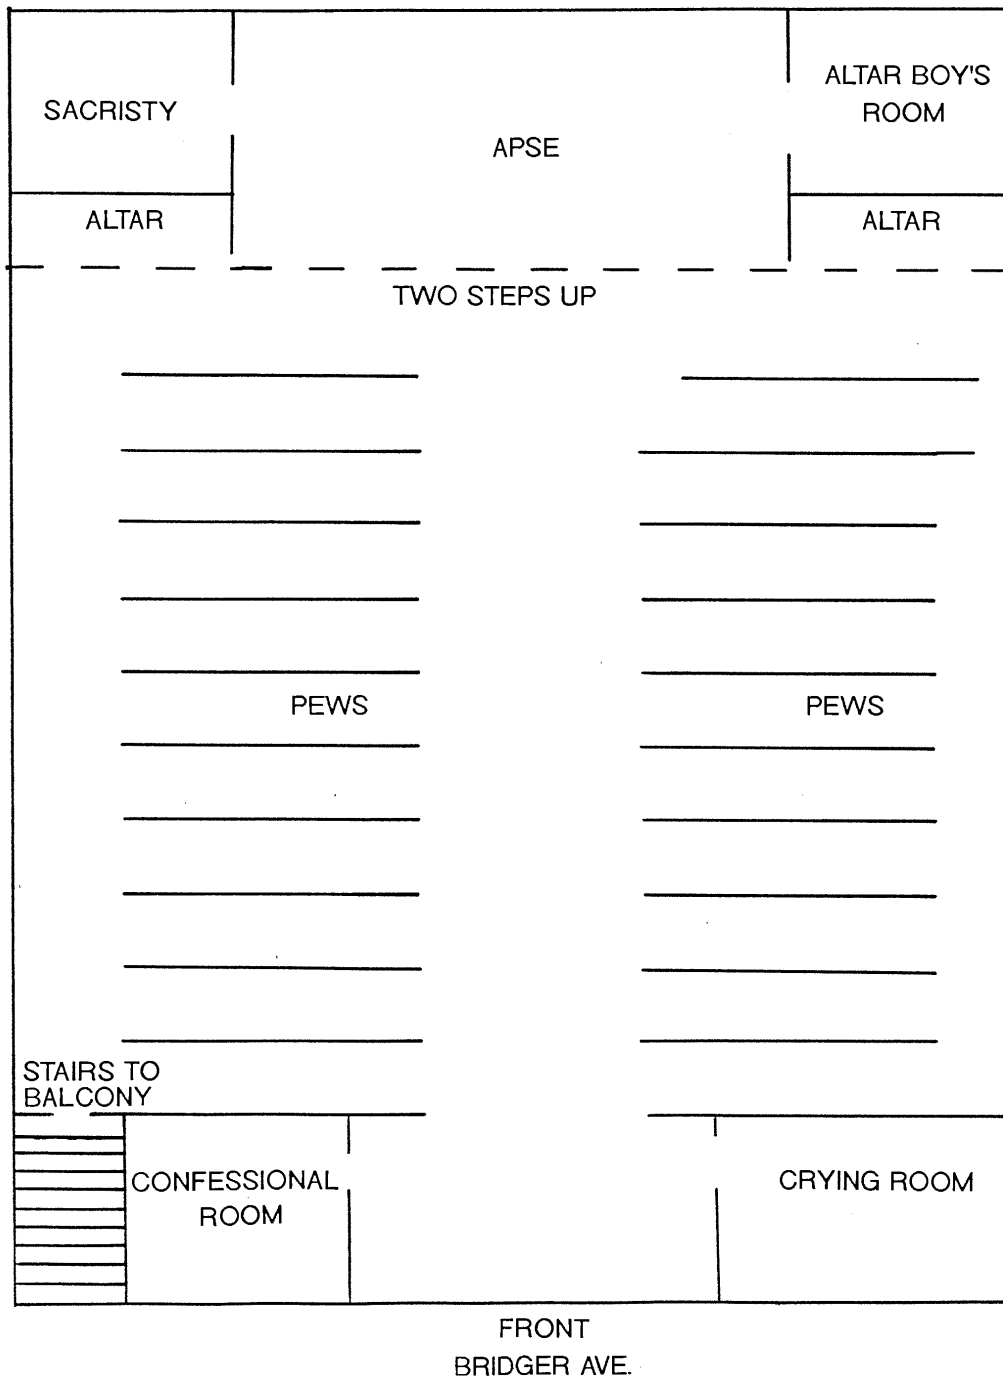 SACRISTY
APSE
ALTAR BOY'S
ROOM
ALTAR
ALTAR
TWO STEPS UP
PEWS
PEWS
STAIRS TO
BALCONY
CONFESSIONAL
ROOM
CRYING ROOM
FRONT
BRIDGER AVE.